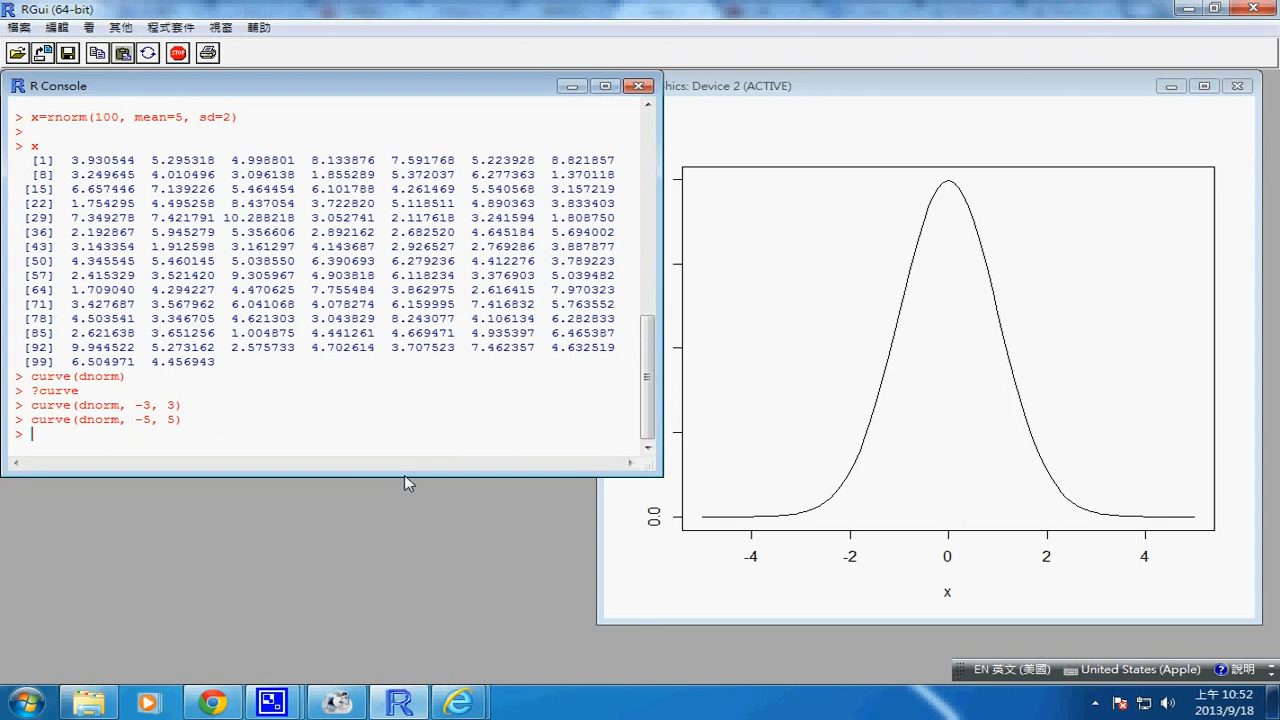 RGui (64-bit)
檔案 編輯 看 其他 程式套件 視窗 輔助
STOP
R Console
> x=rnorm(100, mean=5, sd=2)
>
> x
[1] 3.930544 5.295318 4.998801 8.133876 7.591768 5.223928 8.821857
[8] 3.249645 4.010496 3.096138 1.855289 5.372037 6.277363 1.370118
[15] 6.657446 7.139226 5.464454 6.101788 4.261469 5.540568 3.157219
[22] 1.754295 4.495258 8.437054 3.722820 5.118511 4.890363 3.833403
[29] 7.349278 7.421791 10.288218 3.052741 2.117618 3.241594 1.808750
[36] 2.192867 5.945279 5.356606 2.892162 2.682520 4.645184 5.694002
[43] 3.143354 1.912598 3.161297 4.143687 2.926527 2.769286 3.887877
[50] 4.345545 5.460145 5.038550 6.390693 6.279236 4.412276 3.789223
[57] 2.415329 3.521420 9.305967 4.903818 6.118234 3.376903 5.039482
[64] 1.709040 4.294227 4.470625 7.755484 3.862975 2.616415 7.970323
[71] 3.427687 3.567962 6.041068 4.078274 6.159995 7.416832 5.763552
[78] 4.503541 3.346705 4.621303 3.043829 8.243077 4.106134 6.282833
[85] 2.621638 3.651256 1.004875 4.441261 4.669471 4.935397 6.465387
[92] 9.944522 5.273162 2.575733 4.702614 3.707523 7.462357 4.632519
[99] 6.504971 4.456943
> curve(dnorm)
> ?curve
> curve(dnorm, -3, 3)
> curve(dnorm, -5, 5)
>
hics: Device 2 (ACTIVE)
0.0
-4 -2 0 2 4
x
EN 英文 (美國) United States (Apple) 說明
上午 10:52
2013/9/18